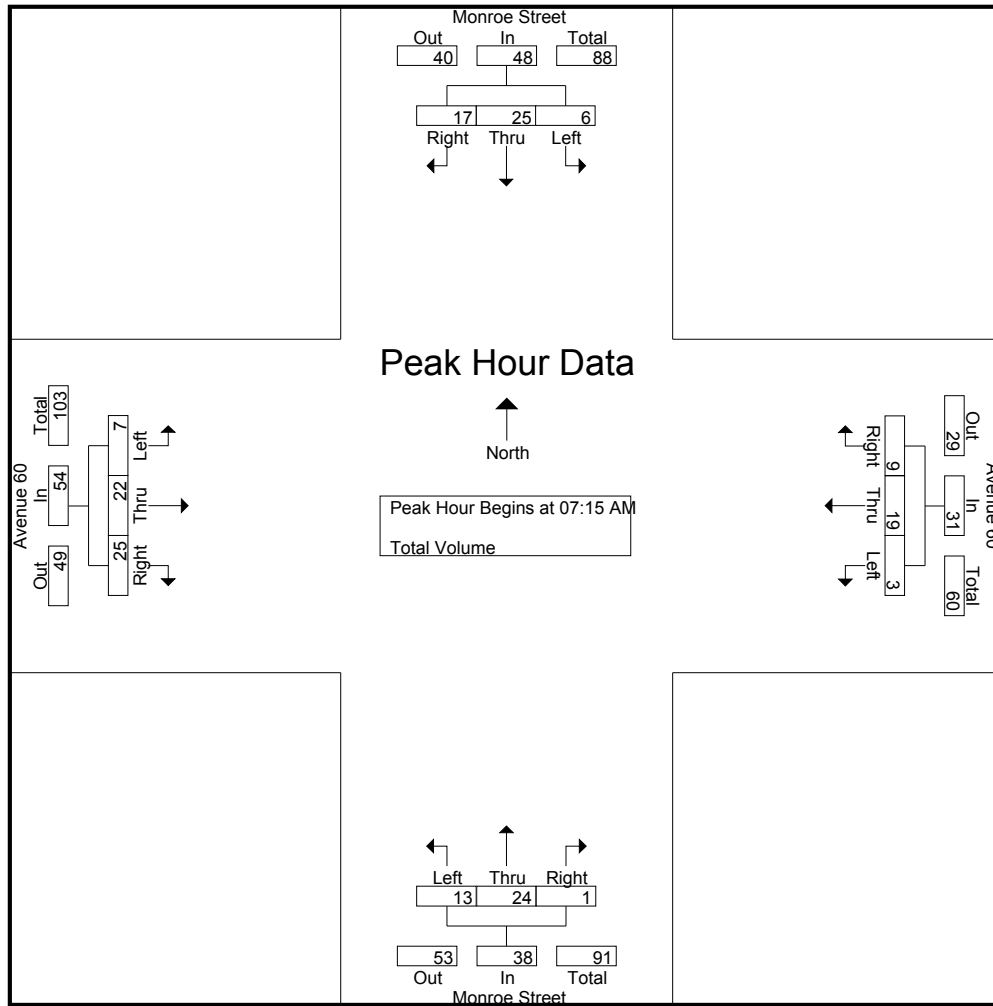 Monroe Street
Out In Total
40 48 88
17 25 6
Right Thru Left
Peak Hour Data
North
Peak Hour Begins at 07:15 AM
Total Volume
Avenue 60
Total In Out
103 54 49
7 22 25
Left Thru Right
Right Thru Left
9 19 3
Out In Total
29 31 60
Avenue 60
Left Thru Right
13 24 1
53 38 91
Out In Total
Monroe Street